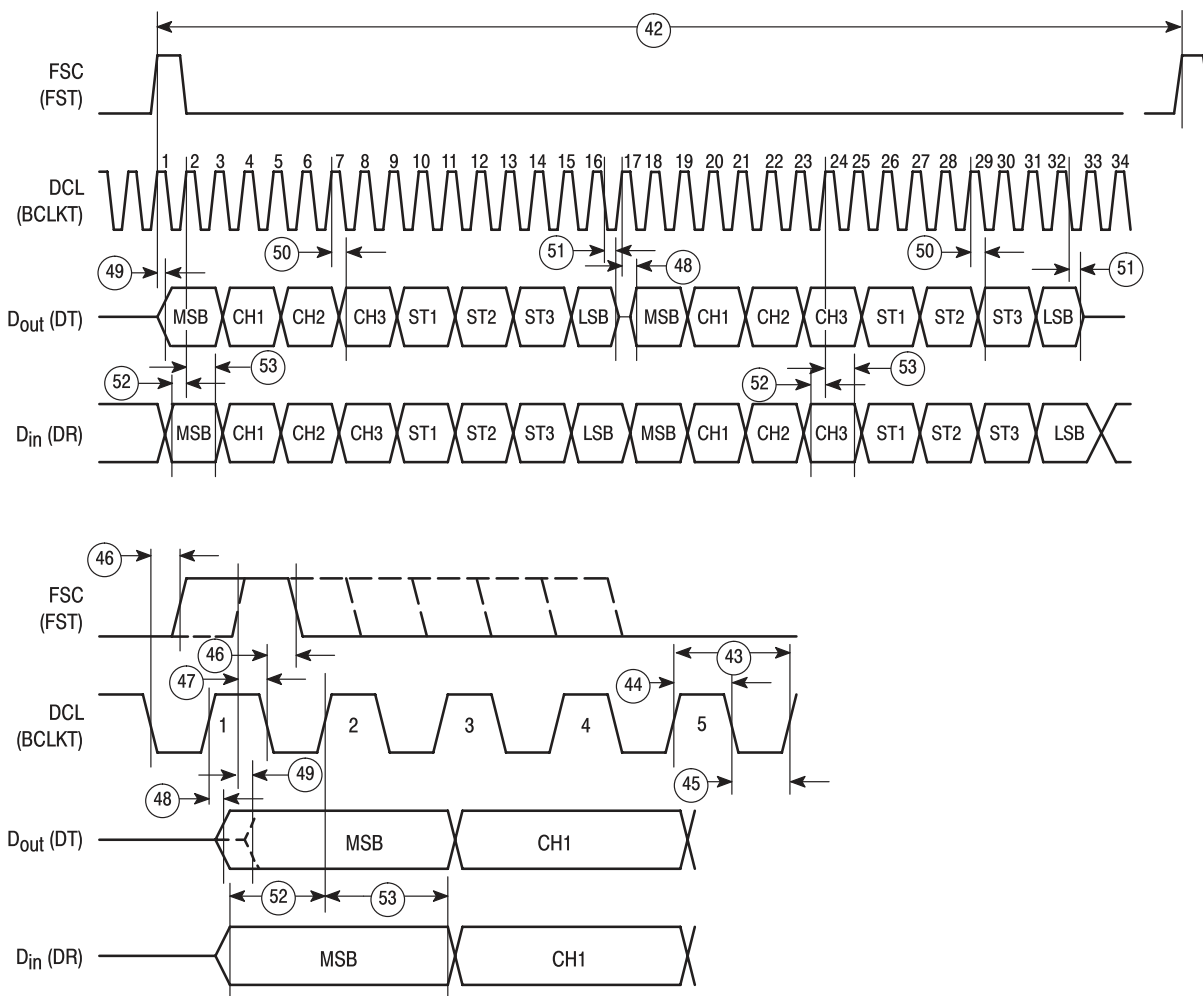 42
FSC
(FST)
1 2 3 4 5 6 7 8 9 10 11 12 13 14 15 16 17 18 19 20 21 22 23 24 25 26 27 28 29 30 31 32 33 34
DCL
(BCLKT)
50 51 48 50 51
49
Dout (DT) MSB CH1 CH2 CH3 ST1 ST2 ST3 LSB MSB CH1 CH2 CH3 ST1 ST2 ST3 LSB
52 53 52 53
Din (DR) MSB CH1 CH2 CH3 ST1 ST2 ST3 LSB MSB CH1 CH2 CH3 ST1 ST2 ST3 LSB
46
FSC
(FST)
46 43
47 44
DCL
(BCLKT)
1 2 3 4 5
49 45
48
Dout (DT) MSB CH1
52 53
Din (DR) MSB CH1